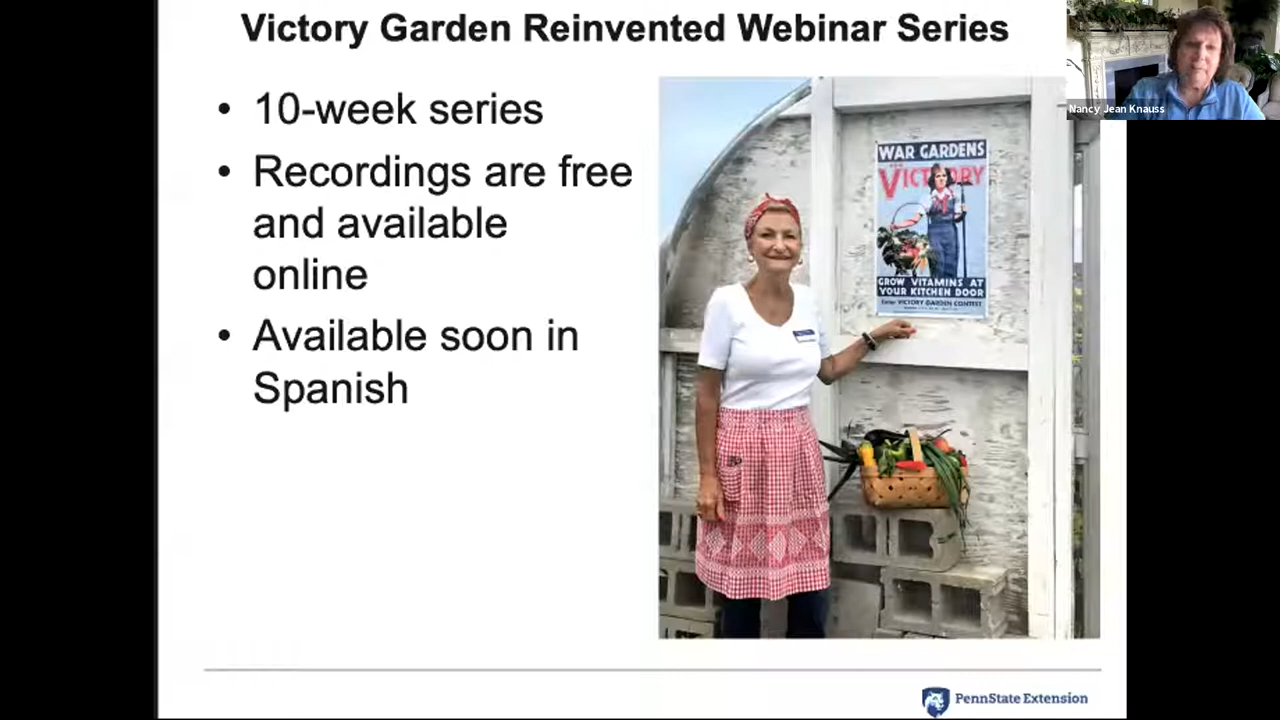 Victory Garden Reinvented Webinar Series
Nancy Jean Knauss
• 10-week series
• Recordings are free
and available
online
• Available soon in
Spanish
WAR GARDENS
VICTORY
GROW VITAMINS AT
YOUR KITCHEN DOOR
VICTORY GARDEN CONTEST
PennState Extension